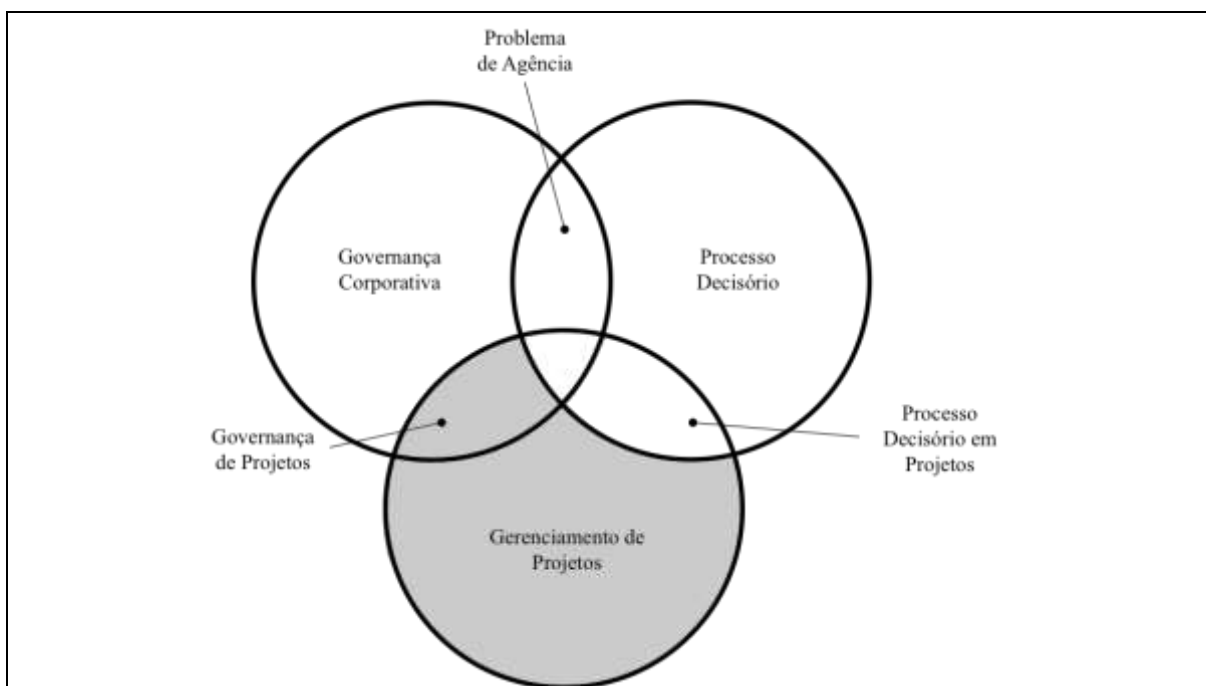 Problema
de Agência
Governança
Corporativa
Processo
Decisório
Governança
de Projetos
Processo
Decisório em
Projetos
Gerenciamento de
Projetos